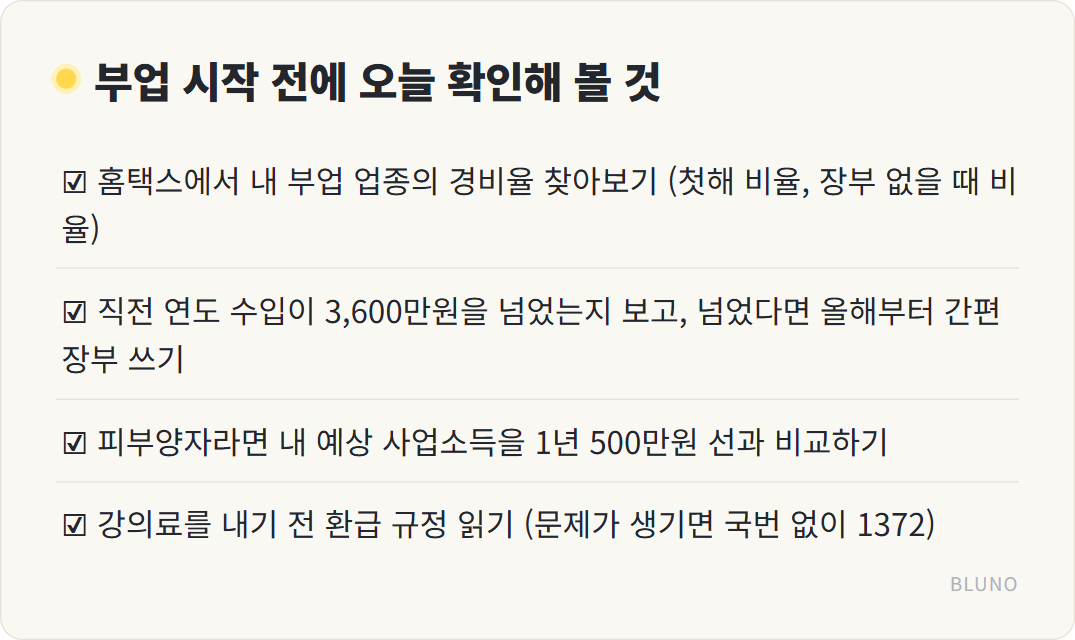 부업 시작 전에 오늘 확인해 볼 것
☑ 홈택스에서 내 부업 업종의 경비율 찾아보기 (첫해 비율, 장부 없을 때 비
율)
☑ 직전 연도 수입이 3,600만원을 넘었는지 보고, 넘었다면 올해부터 간편
장부 쓰기
☑ 피부양자라면 내 예상 사업소득을 1년 500만원 선과 비교하기
☑ 강의료를 내기 전 환급 규정 읽기 (문제가 생기면 국번 없이 1372)
BLUNO